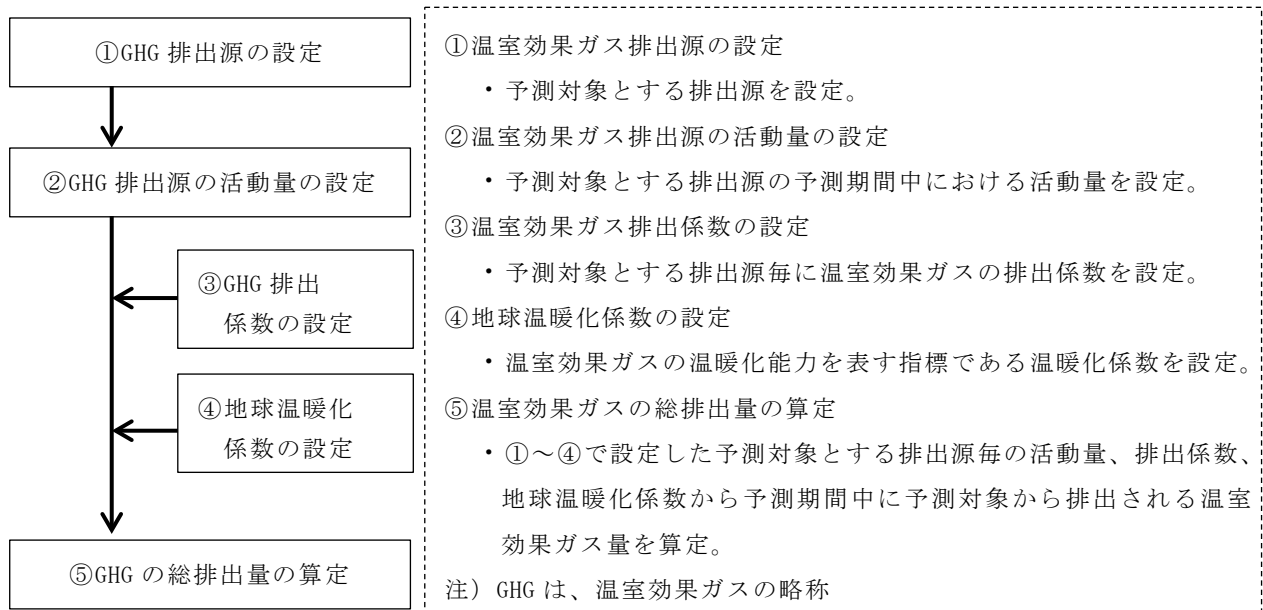 ①GHG 排出源の設定
②GHG 排出源の活動量の設定
③GHG 排出
係数の設定
④地球温暖化
係数の設定
⑤GHG の総排出量の算定
①温室効果ガス排出源の設定
・予測対象とする排出源を設定。
②温室効果ガス排出源の活動量の設定
・予測対象とする排出源の予測期間中における活動量を設定。
③温室効果ガス排出係数の設定
・予測対象とする排出源毎に温室効果ガスの排出係数を設定。
④地球温暖化係数の設定
・温室効果ガスの温暖化能力を表す指標である温暖化係数を設定。
⑤温室効果ガスの総排出量の算定
・①～④で設定した予測対象とする排出源毎の活動量、排出係数、
地球温暖化係数から予測期間中に予測対象から排出される温室
効果ガス量を算定。
注）GHG は、温室効果ガスの略称